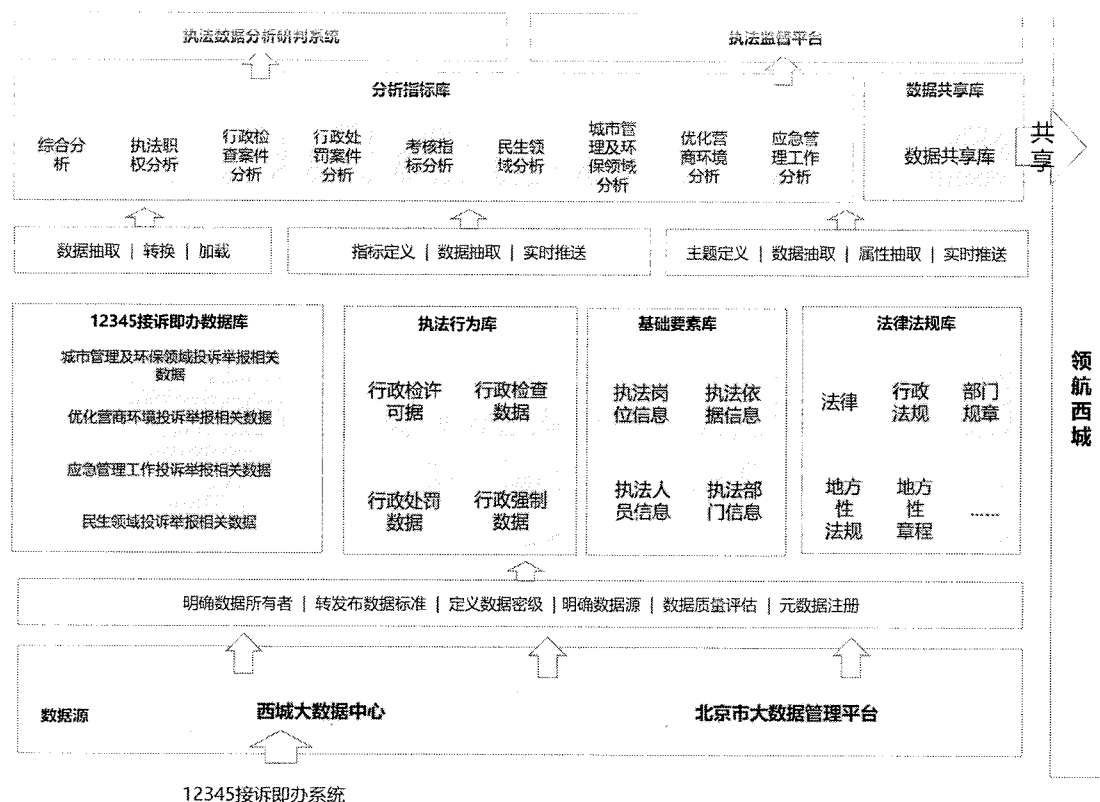 执法数据分析研判系统
执法监督平台
分析指标库
数据共享库
综合分
析
执法职
权分析
行政检
查案件
分析
行政处
罚案件
分析
考核指
标分析
民生领
域分析
城市管
理及环
保领域
分析
优化营
商环境
分析
应急管
理工作
分析
数据共享库
共享
数据抽取 | 转换 | 加载
指标定义 | 数据抽取 | 实时推送
主题定义 | 数据抽取 | 属性抽取 | 实时推送
12345接诉即办数据库
城市管理及环保领域投诉举报相关
数据
优化营商环境投诉举报相关数据
应急管理工作投诉举报相关数据
民生领域投诉举报相关数据
执法行为库
行政检许
可据
行政检查
数据
行政处罚
数据
行政强制
数据
基础要素库
执法岗
位信息
执法依
据信息
执法人
员信息
执法部
门信息
法律法规库
法律
行政
法规
部门
规章
地方
性
法规
地方
性
章程
......
领航西城
明确数据所有者 | 转发布数据标准 | 定义数据密级 | 明确数据源 | 数据质量评估 | 元数据注册
数据源
西城大数据中心
北京市大数据管理平台
12345接诉即办系统